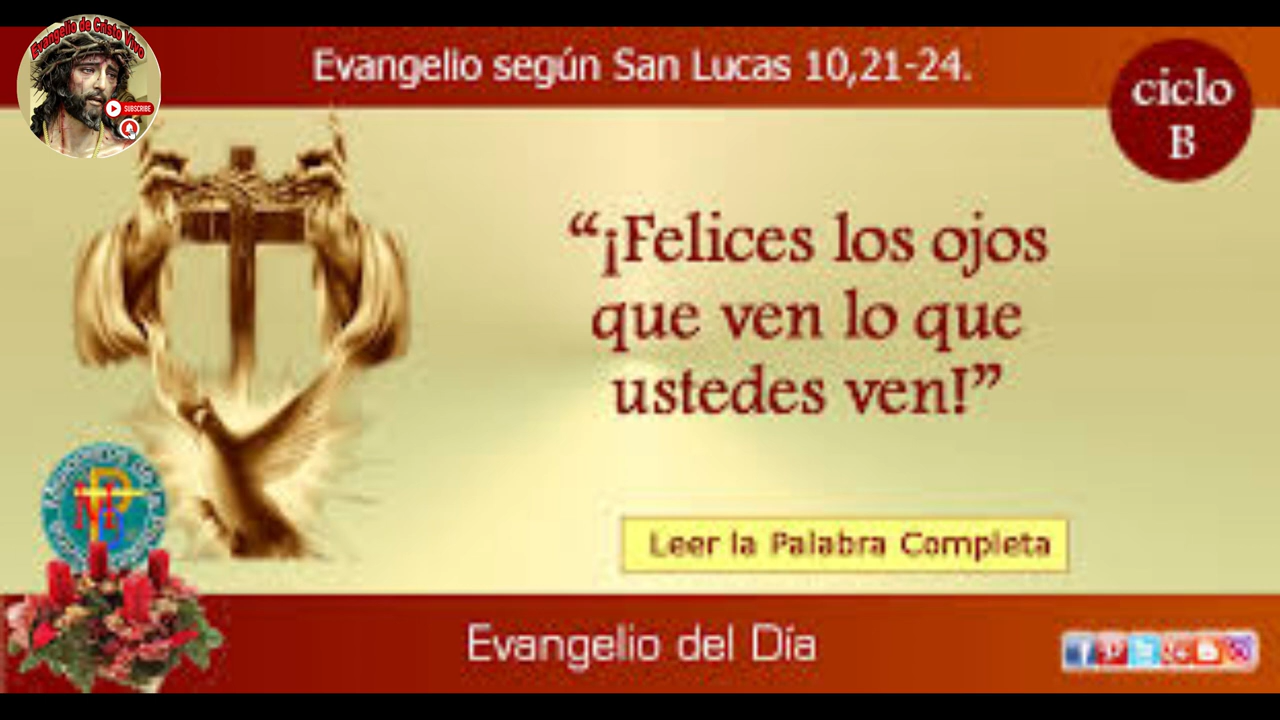 Evangelio de Cristo Vivo
SUBSCRIBE
Evangelio según San Lucas 10,21-24.
ciclo
B
“¡Felices los ojos
que ven lo que
ustedes ven!”
Leer la Palabra Completa
Evangelio del Día